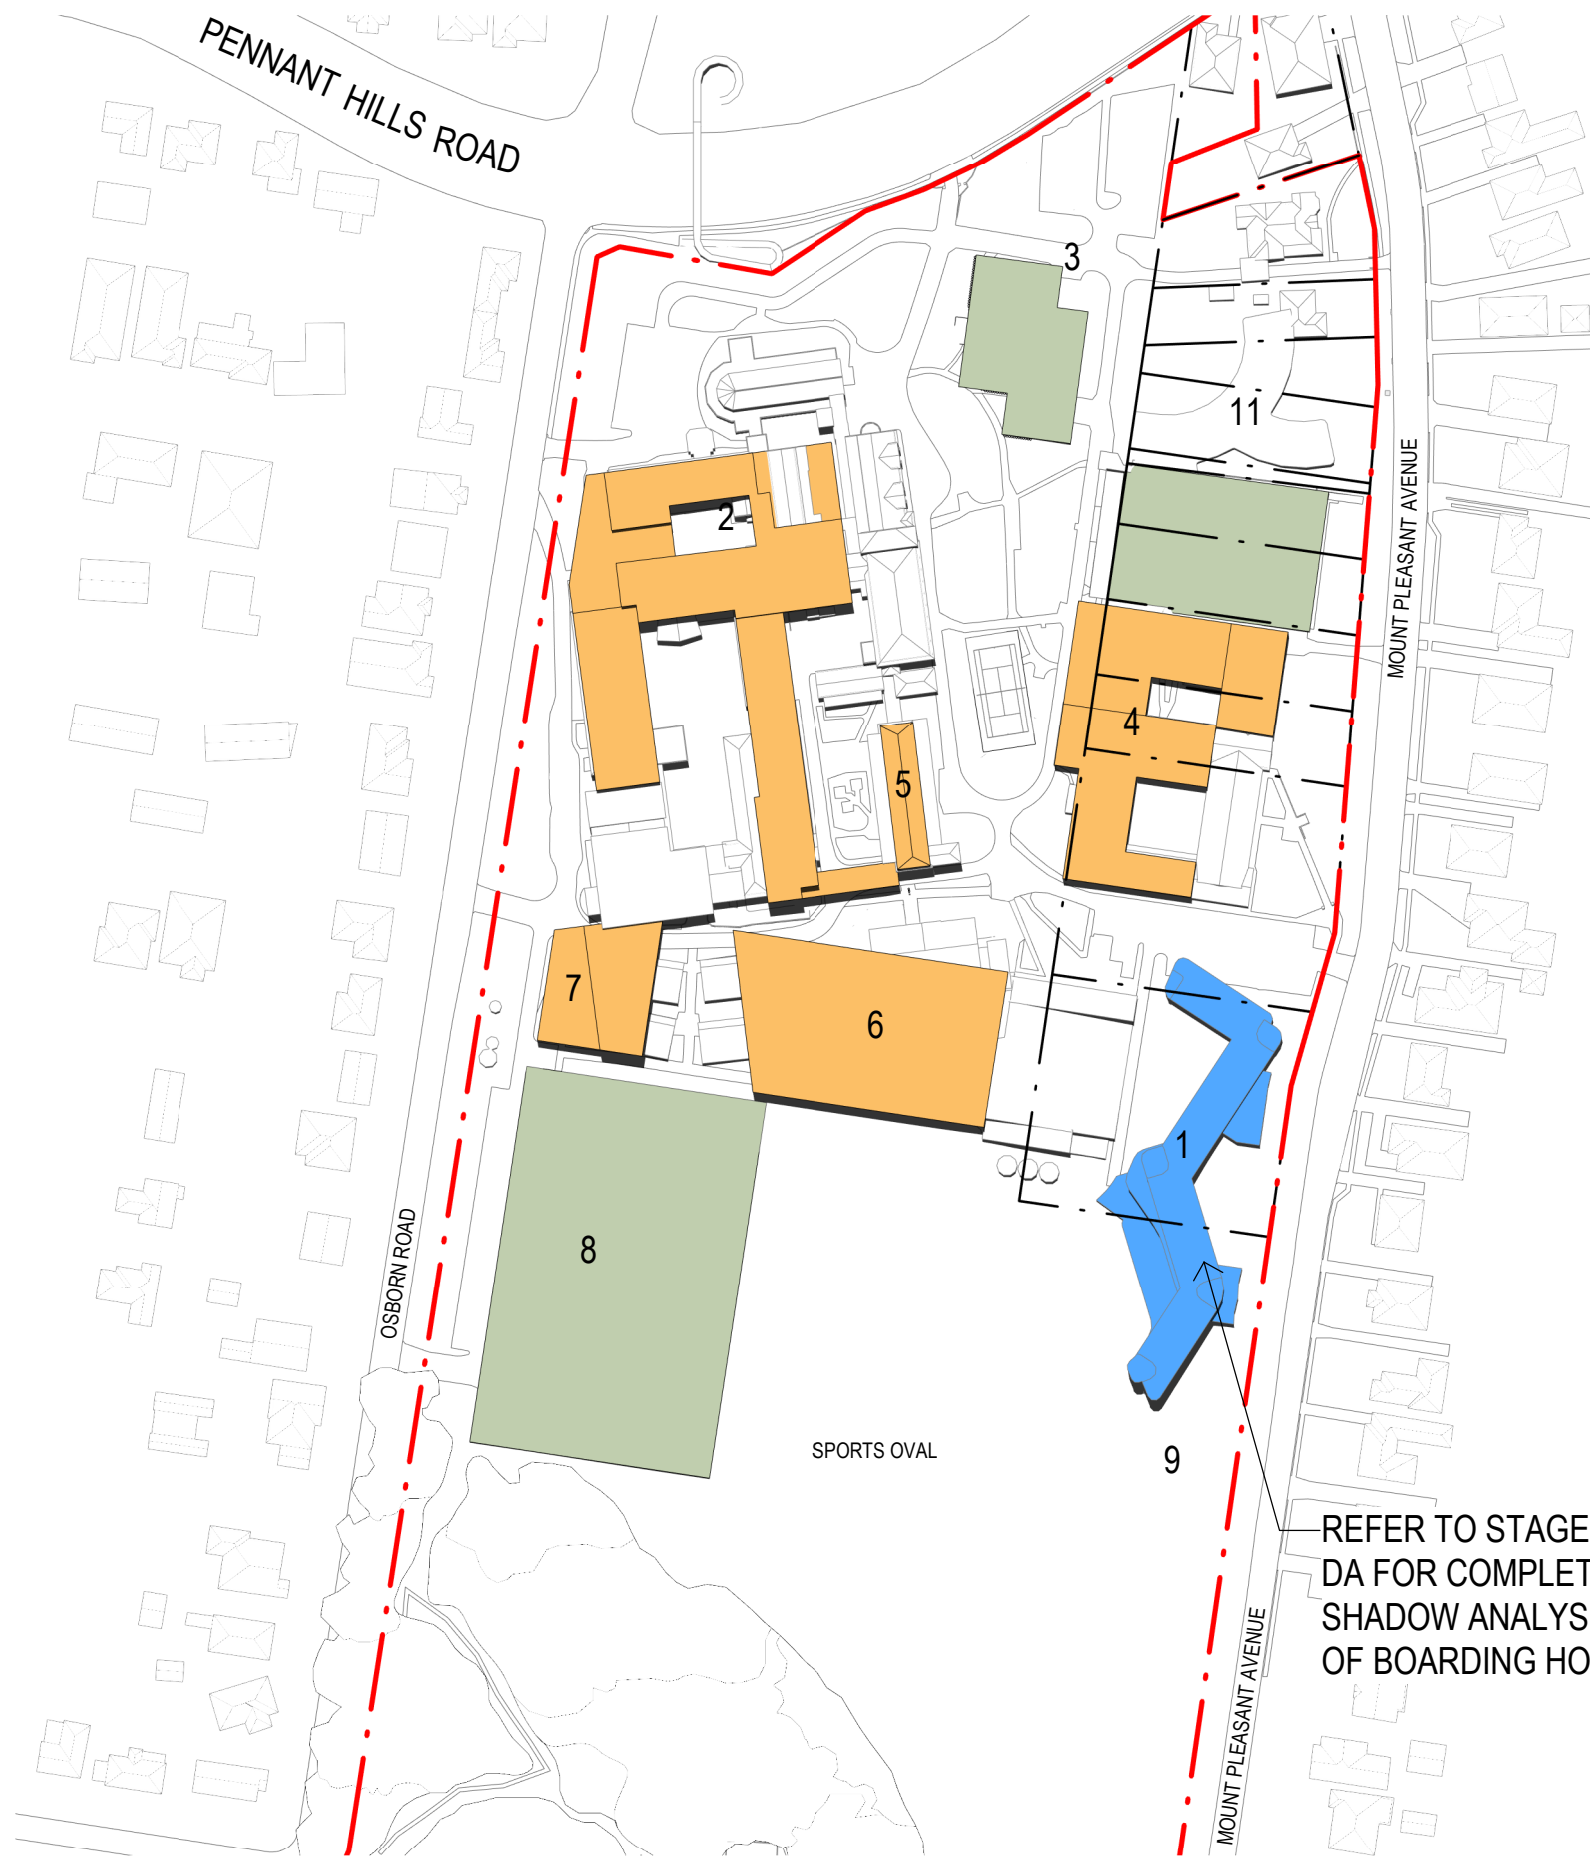 PENNANT HILLS ROAD
3
11
MOUNT PLEASANT AVENUE
2
4
5
7
6
1
8
OSBORN ROAD
SPORTS OVAL
9
REFER TO STAGE
DA FOR COMPLET
SHADOW ANALYS
OF BOARDING HO
MOUNT PLEASANT AVENUE